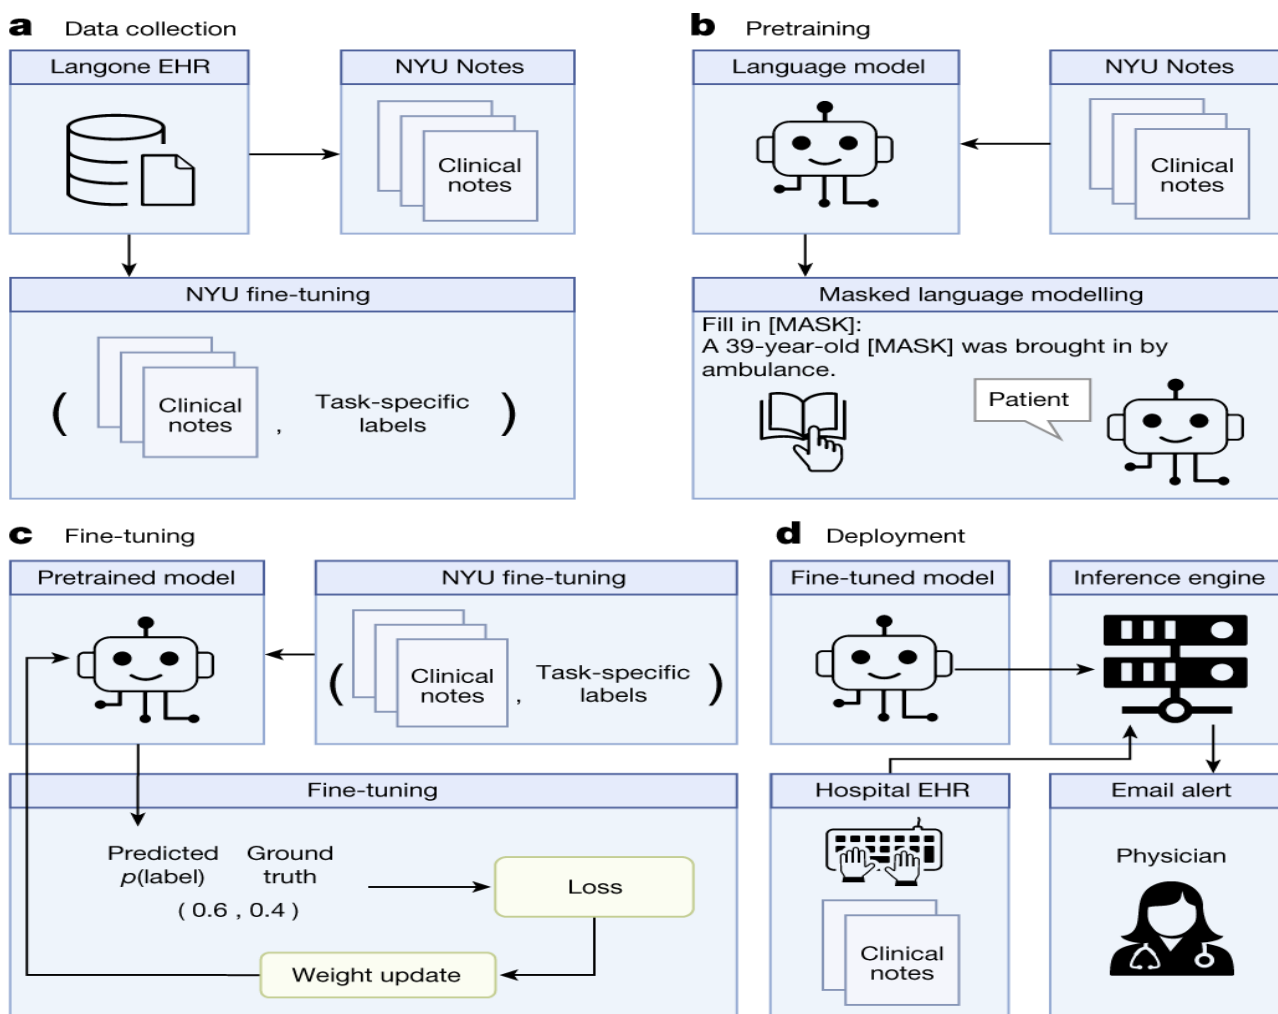 a Data collection
Langone EHR
NYU Notes
Clinical
notes
NYU fine-tuning
( Clinical
notes , Task-specific
labels )
b Pretraining
Language model
NYU Notes
Clinical
notes
Masked language modelling
Fill in [MASK]:
A 39-year-old [MASK] was brought in by
ambulance.
Patient
c Fine-tuning
Pretrained model
NYU fine-tuning
( Clinical
notes , Task-specific
labels )
Fine-tuning
Predicted
p(label)
Ground
truth
( 0.6 , 0.4 )
Loss
Weight update
d Deployment
Fine-tuned model
Inference engine
Hospital EHR
Clinical
notes
Email alert
Physician